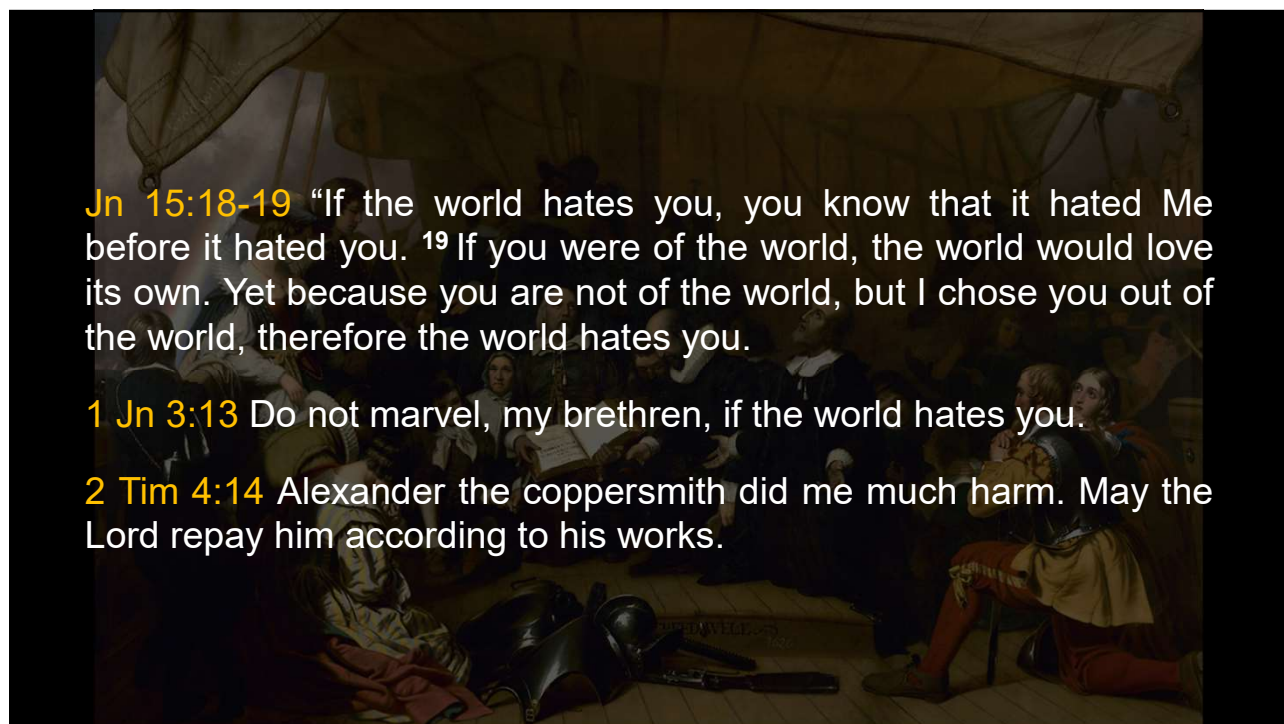 Jn 15:18-19 “If the world hates you, you know that it hated Me
before it hated you. 19 If you were of the world, the world would love
its own. Yet because you are not of the world, but I chose you out of
the world, therefore the world hates you.
1 Jn 3:13 Do not marvel, my brethren, if the world hates you.
2 Tim 4:14 Alexander the coppersmith did me much harm. May the
Lord repay him according to his works.